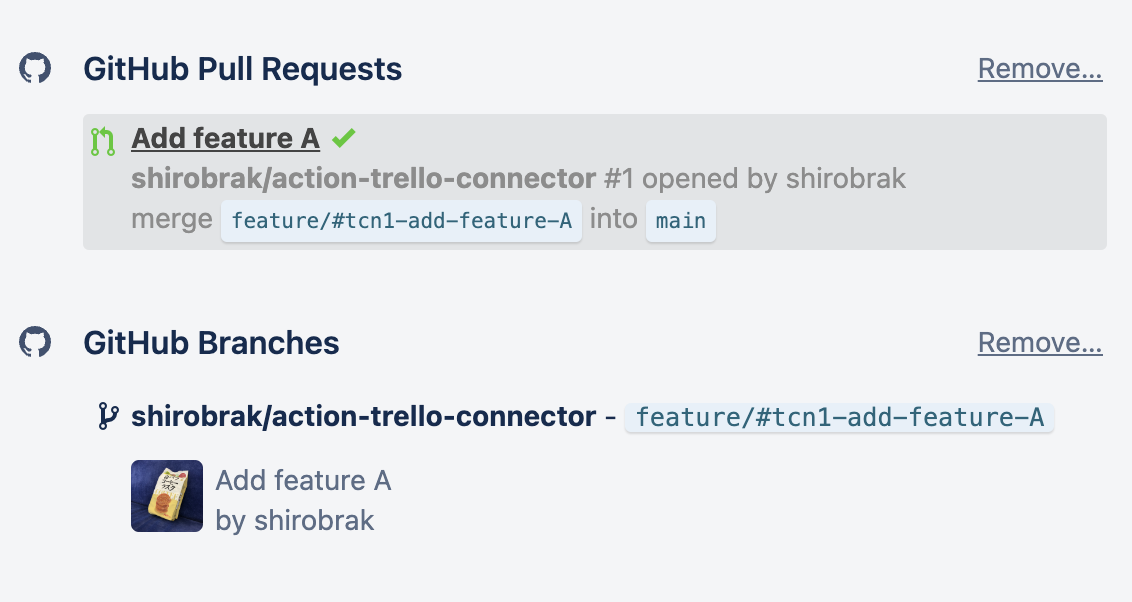 GitHub Pull Requests
Remove...
Add feature A
shirobrak/action-trello-connector #1 opened by shirobrak
merge feature/#tcn1-add-feature-A into main
GitHub Branches
Remove...
shirobrak/action-trello-connector - feature/#tcn1-add-feature-A
Add feature A
by shirobrak